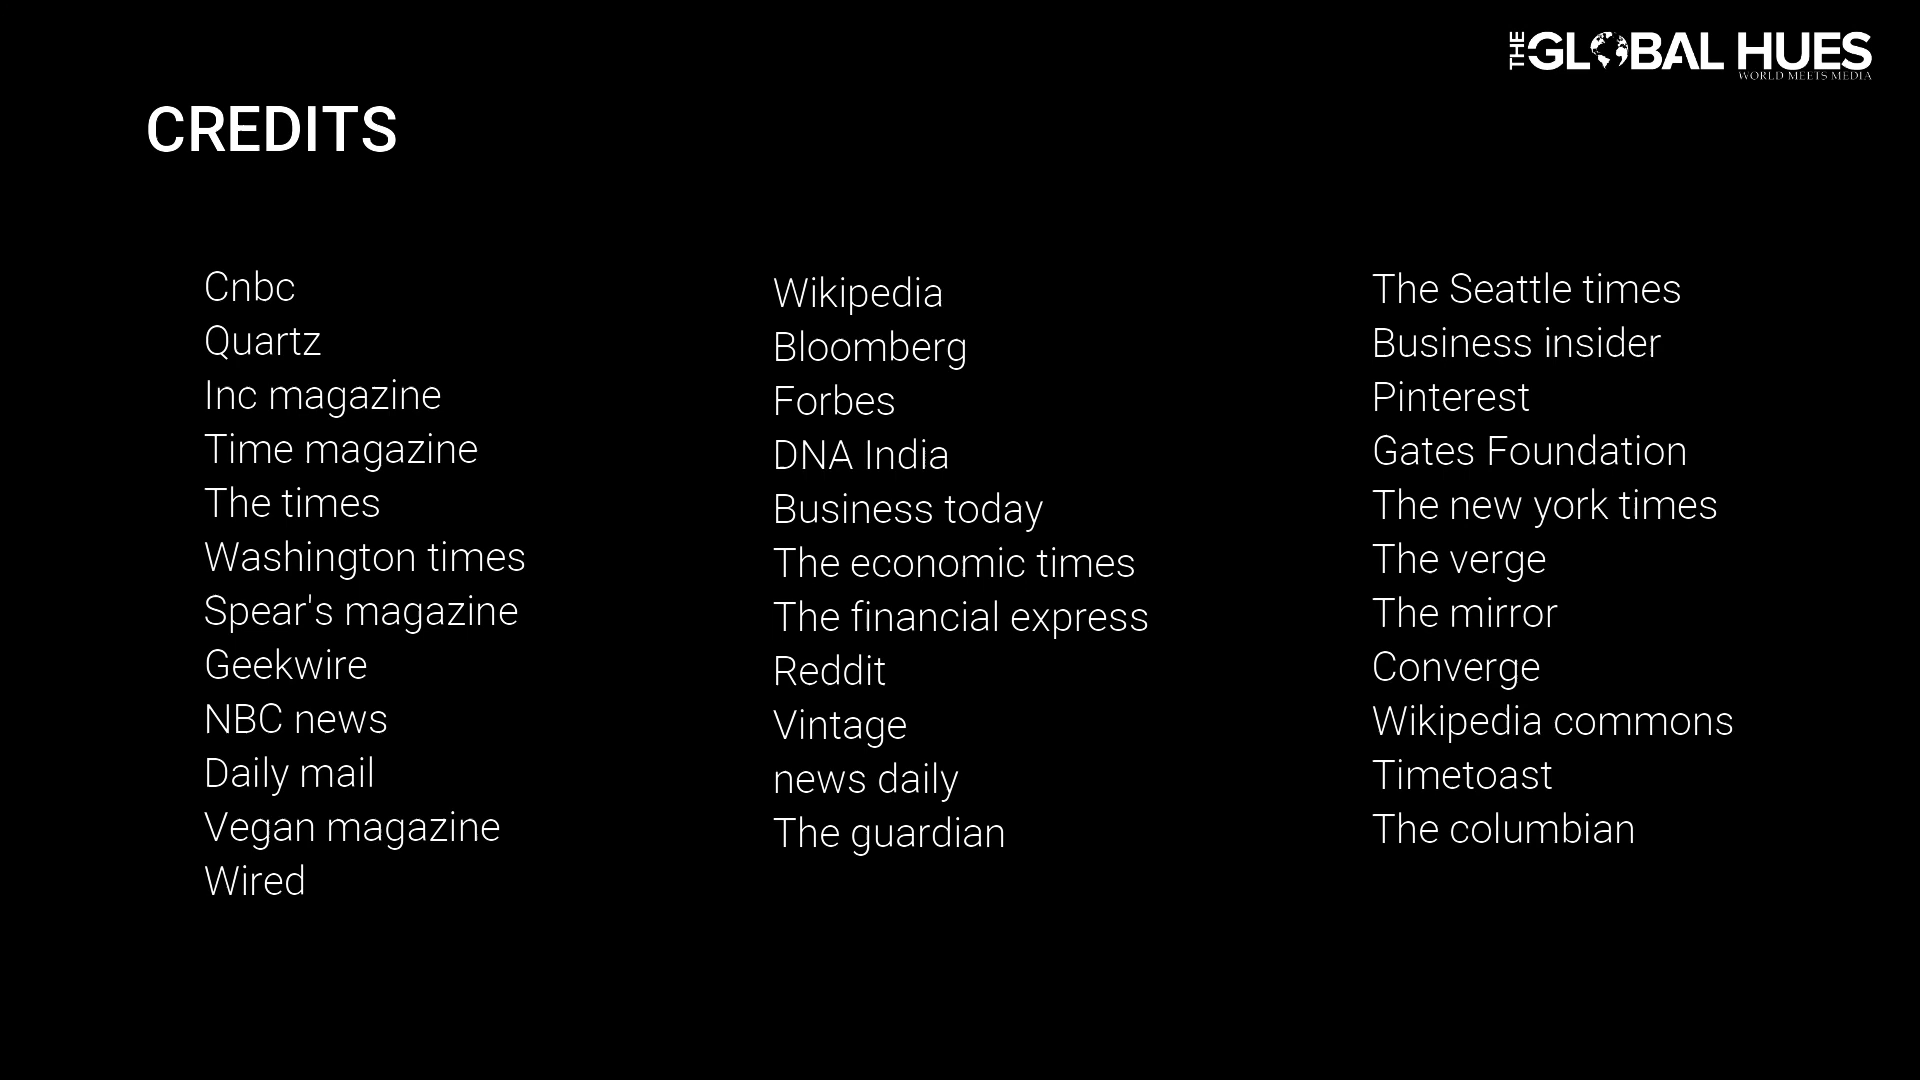 THE GLOBAL HUES
WORLD MEETS MEDIA
CREDITS
Cnbc
Quartz
Inc magazine
Time magazine
The times
Washington times
Spear's magazine
Geekwire
NBC news
Daily mail
Vegan magazine
Wired
Wikipedia
Bloomberg
Forbes
DNA India
Business today
The economic times
The financial express
Reddit
Vintage
news daily
The guardian
The Seattle times
Business insider
Pinterest
Gates Foundation
The new york times
The verge
The mirror
Converge
Wikipedia commons
Timetoast
The columbian